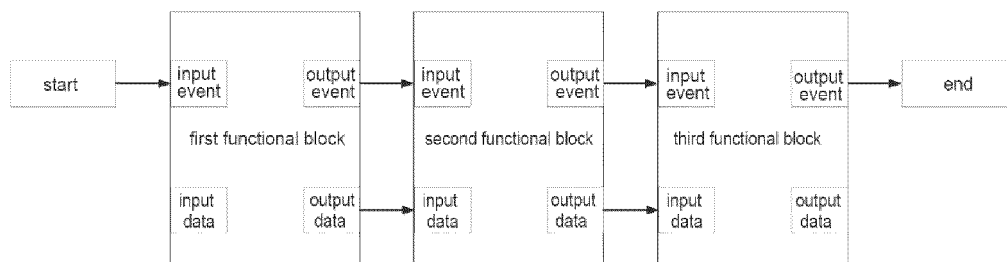 start
input
event
output
event
first functional block
input
data
output
data
input
event
output
event
second functional block
input
data
output
data
input
event
output
event
third functional block
input
data
output
data
end